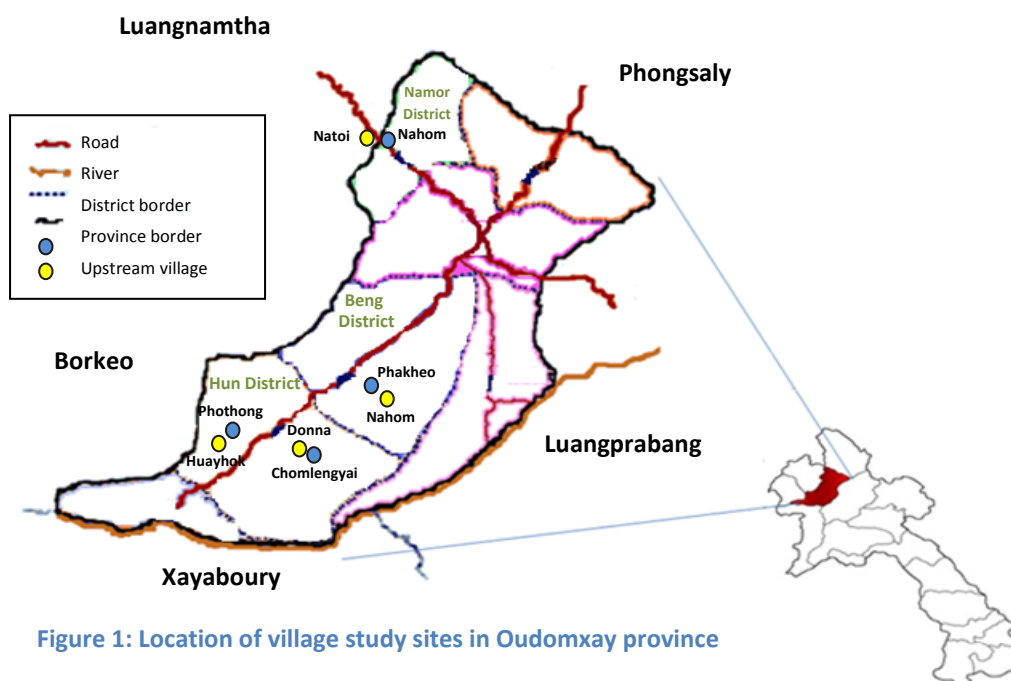 Luangnamtha
Phongsaly
Namor
District
Natoi
Nahom
Road
River
District border
Province border
Upstream village
Beng
District
Borkeo
Hun District
Phakheo
Nahom
Phothong
Donna
Huayhok
Chomlengyai
Luangprabang
Xayaboury
Figure 1: Location of village study sites in Oudomxay province